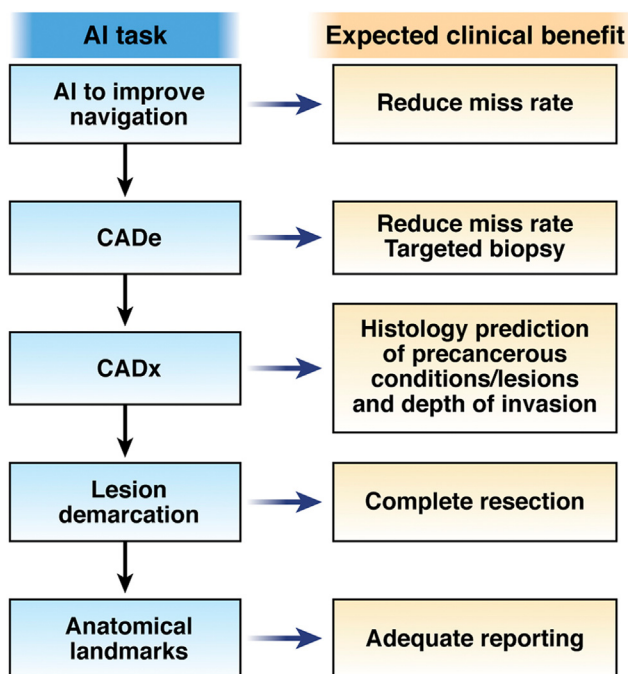 AI task
Expected clinical benefit
AI to improve
navigation
Reduce miss rate
CADe
Reduce miss rate
Targeted biopsy
CADx
Histology prediction
of precancerous
conditions/lesions
and depth of invasion
Lesion
demarcation
Complete resection
Anatomical
landmarks
Adequate reporting